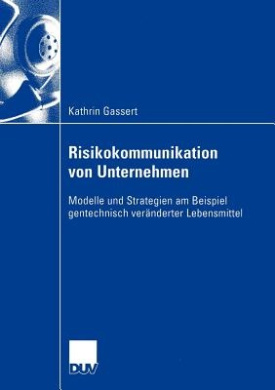 Kathrin Gassert
Risikokommunikation
von Unternehmen
Modelle und Strategien am Beispiel
gentechnisch veränderter Lebensmittel
DUV